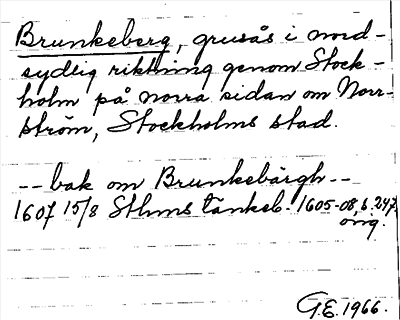 Brunkeberg, grusås i nord-
sydlig riktning genom Stock-
holm på norra sidan om Norr-
ström, Stockholms stad.
-- bak om Brunkebärgh --
1607 15/8 Sthms tänkeb. 1605-08, s. 247,
orig.
G.E. 1966.